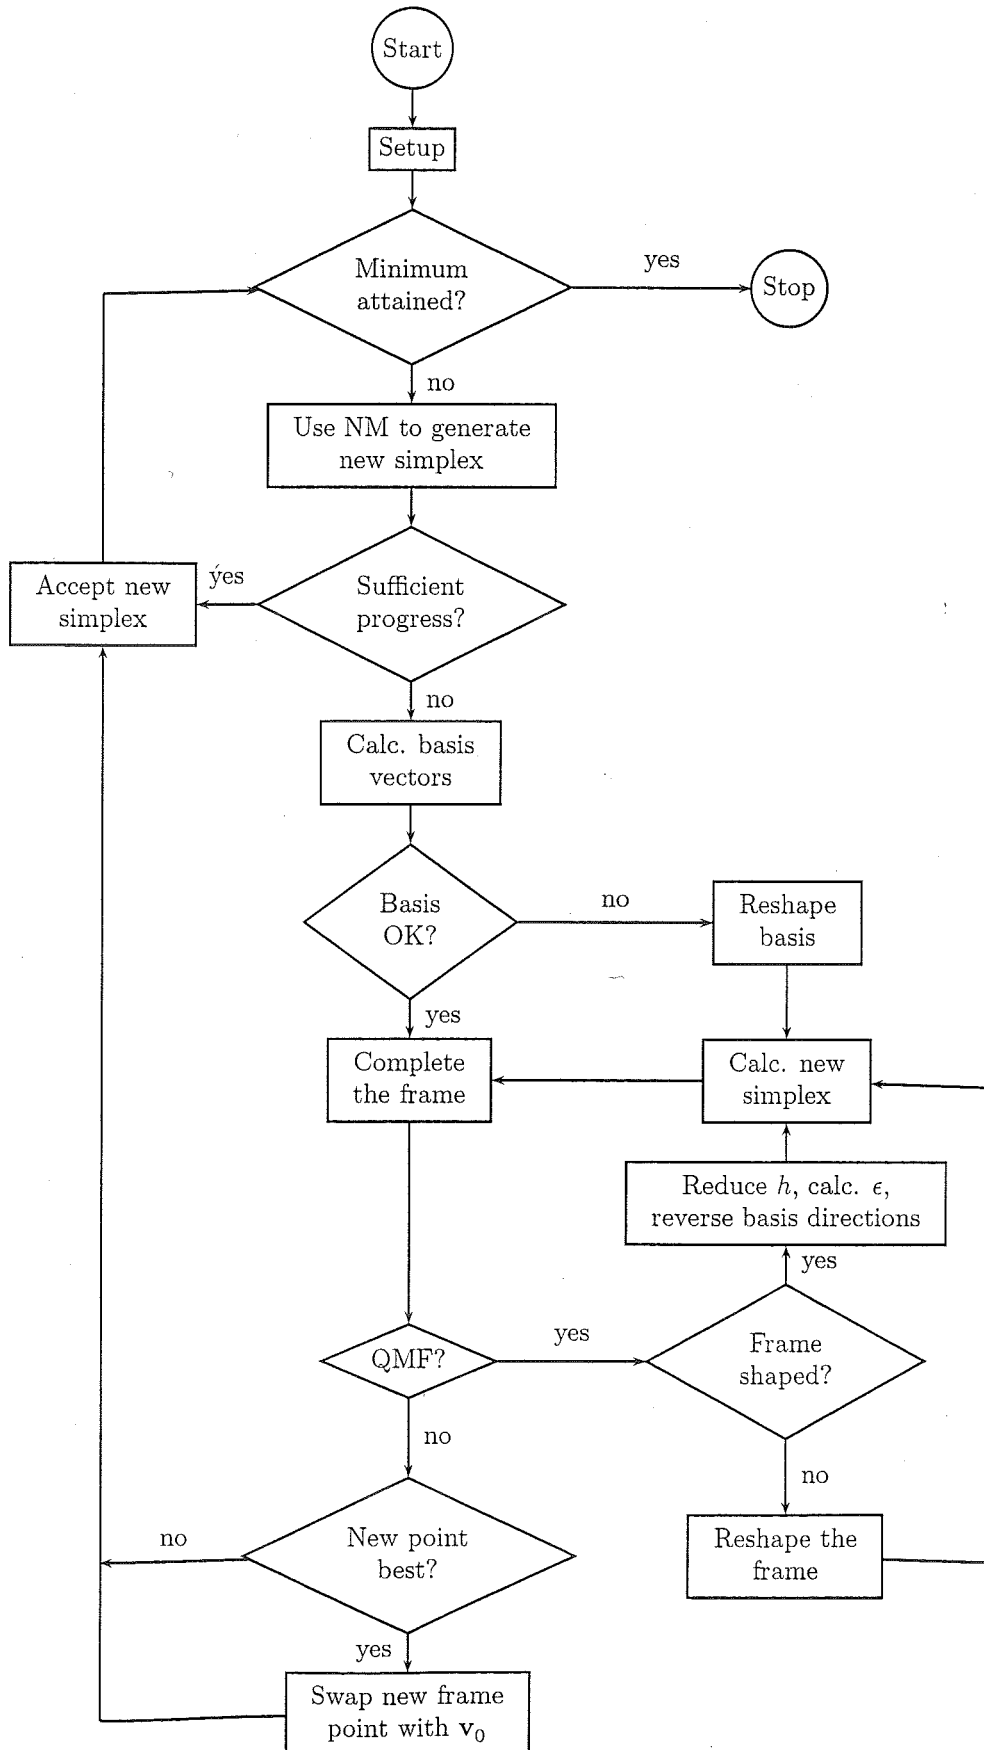 Start
Setup
Minimum
attained?
yes
Stop
no
Use NM to generate
new simplex
Accept new
simplex
yes
Sufficient
progress?
no
Calc. basis
vectors
Basis
OK?
no
Reshape
basis
yes
Complete
the frame
Calc. new
simplex
Reduce h, calc. ϵ,
reverse basis directions
yes
QMF?
yes
Frame
shaped?
no
no
New point
best?
no
Reshape the
frame
yes
Swap new frame
point with v₀